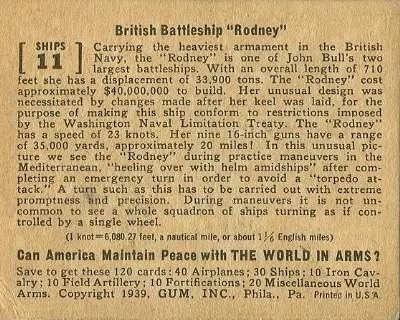 British Battleship "Rodney"
[ SHIPS 11 ]
Carrying the heaviest armament in the British
Navy, the "Rodney" is one of John Bull's two
largest battleships. With an overall length of 710
feet she has a displacement of 33,900 tons. The "Rodney" cost
approximately $40,000,000 to build. Her unusual design was
necessitated by changes made after her keel was laid, for the
purpose of making this ship conform to restrictions imposed
by the Washington Naval Limitation Treaty. The "Rodney"
has a speed of 23 knots. Her nine 16-inch guns have a range
of 35,000 yards, approximately 20 miles! In this unusual pic-
ture we see the "Rodney" during practice maneuvers in the
Mediterranean, "heeling over with helm amidships" after com-
pleting an emergency turn in order to avoid a "torpedo at-
tack." A turn such as this has to be carried out with extreme
promptness and precision. During maneuvers it is not un-
common to see a whole squadron of ships turning as if con-
trolled by a single wheel.
(1 knot=6,080.27 feet, a nautical mile, or about 1 1/6 English miles)
Can America Maintain Peace with THE WORLD IN ARMS?
Save to get these 120 cards: 40 Airplanes; 30 Ships; 10 Iron Cav-
alry; 10 Field Artillery; 10 Fortifications; 20 Miscellaneous World
Arms. Copyright 1939, GUM, INC., Phila., Pa. Printed in U.S.A.